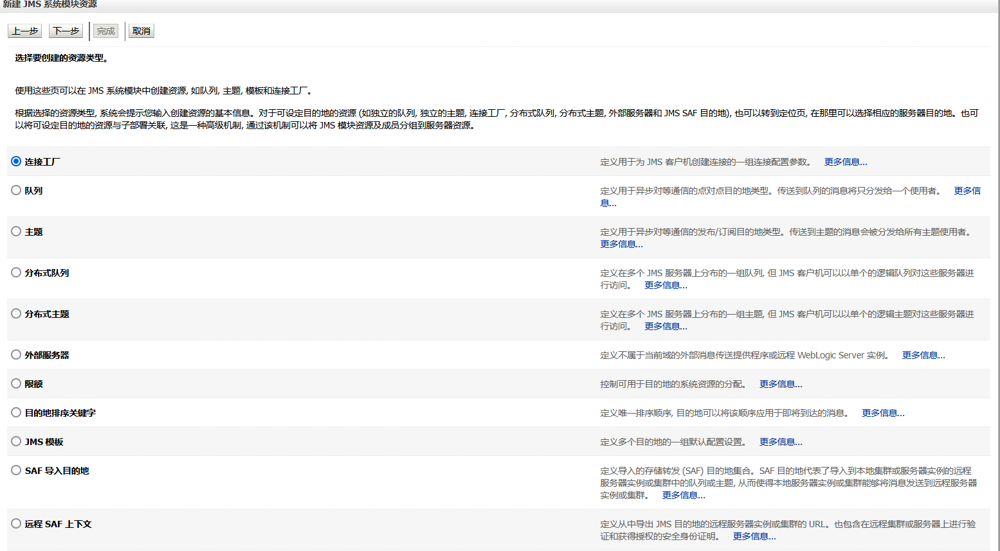 新建 JMS 系统模块资源
上一步 下一步 完成 取消
选择要创建的资源类型。
使用这些页可以在 JMS 系统模块中创建资源, 如队列, 主题, 模板和连接工厂。
根据选择的资源类型, 系统会提示您输入创建资源的基本信息。对于可设定目的地的资源 (如独立的队列, 独立的主题, 连接工厂, 分布式队列, 分布式主题, 外部服务器和 JMS SAF 目的地), 也可以转到定位页, 在那里可以选择相应的服务器目的地。也可
以将可设定目的地的资源与子部署关联, 这是一种高级机制, 通过该机制可以将 JMS 模块资源及成员分组到服务器资源。
连接工厂 定义用于为 JMS 客户机创建连接的一组连接配置参数。 更多信息...
队列 定义用于异步对等通信的点对点目的地类型。传送到队列的消息将只分发给一个使用者。 更多信
息...
主题 定义用于异步对等通信的发布/订阅目的地类型。传送到主题的消息会被分发给所有主题使用者。
更多信息...
分布式队列 定义在多个 JMS 服务器上分布的一组队列, 但 JMS 客户机可以以单个的逻辑队列对这些服务器进
行访问。 更多信息...
分布式主题 定义在多个 JMS 服务器上分布的一组主题, 但 JMS 客户机可以以单个的逻辑主题对这些服务器进
行访问。 更多信息...
外部服务器 定义不属于当前域的外部消息传送提供程序或远程 WebLogic Server 实例。 更多信息...
限额 控制可用于目的地的系统资源的分配。 更多信息...
目的地排序关键字 定义唯一排序顺序, 目的地可以将该顺序应用于即将到达的消息。 更多信息...
JMS 模板 定义多个目的地的一组默认配置设置。 更多信息...
SAF 导入目的地 定义导入的存储转发 (SAF) 目的地集合。SAF 目的地代表了导入到本地集群或服务器实例的远程
服务器实例或集群中的队列或主题, 从而使得本地服务器实例或集群能够将消息发送到远程服务器
实例或集群。 更多信息...
远程 SAF 上下文 定义从中导出 JMS 目的地的远程服务器实例或集群的 URL。也包含在远程集群或服务器上进行验
证和获得授权的安全身份证明。 更多信息...